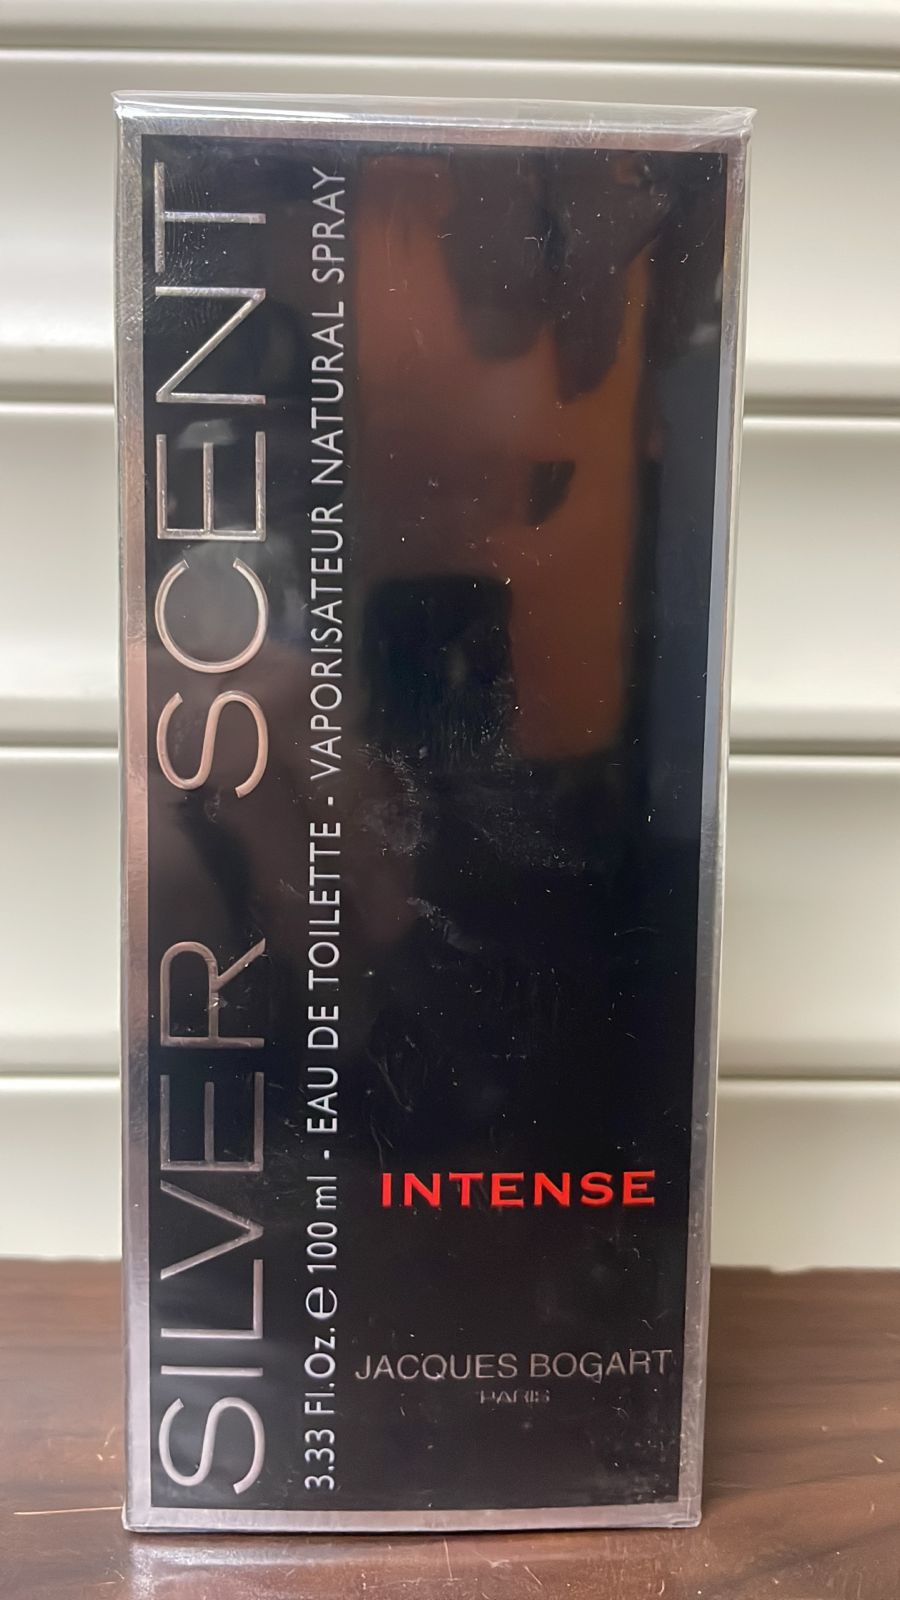 SILVER SCENT
3.33 Fl.Oz. ℮ 100 ml - EAU DE TOILETTE - VAPORISATEUR NATURAL SPRAY
INTENSE
JACQUES BOGART
PARIS